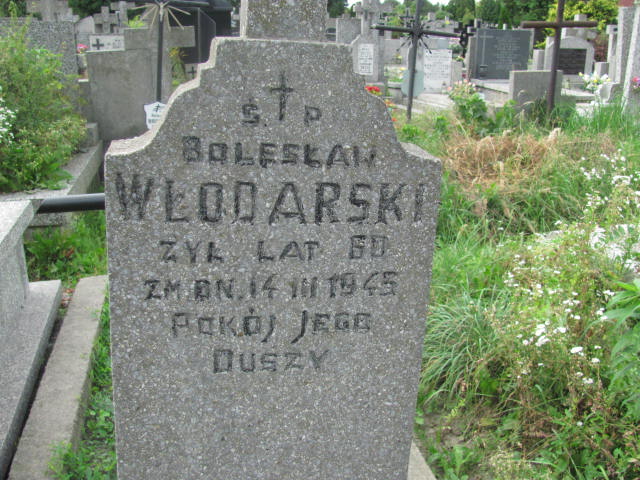 Ś. P
BOLESŁAW
WŁODARSKI
ŻYŁ LAT 60
ZM DN. 14 III 1945
POKÓJ JEGO
DUSZY